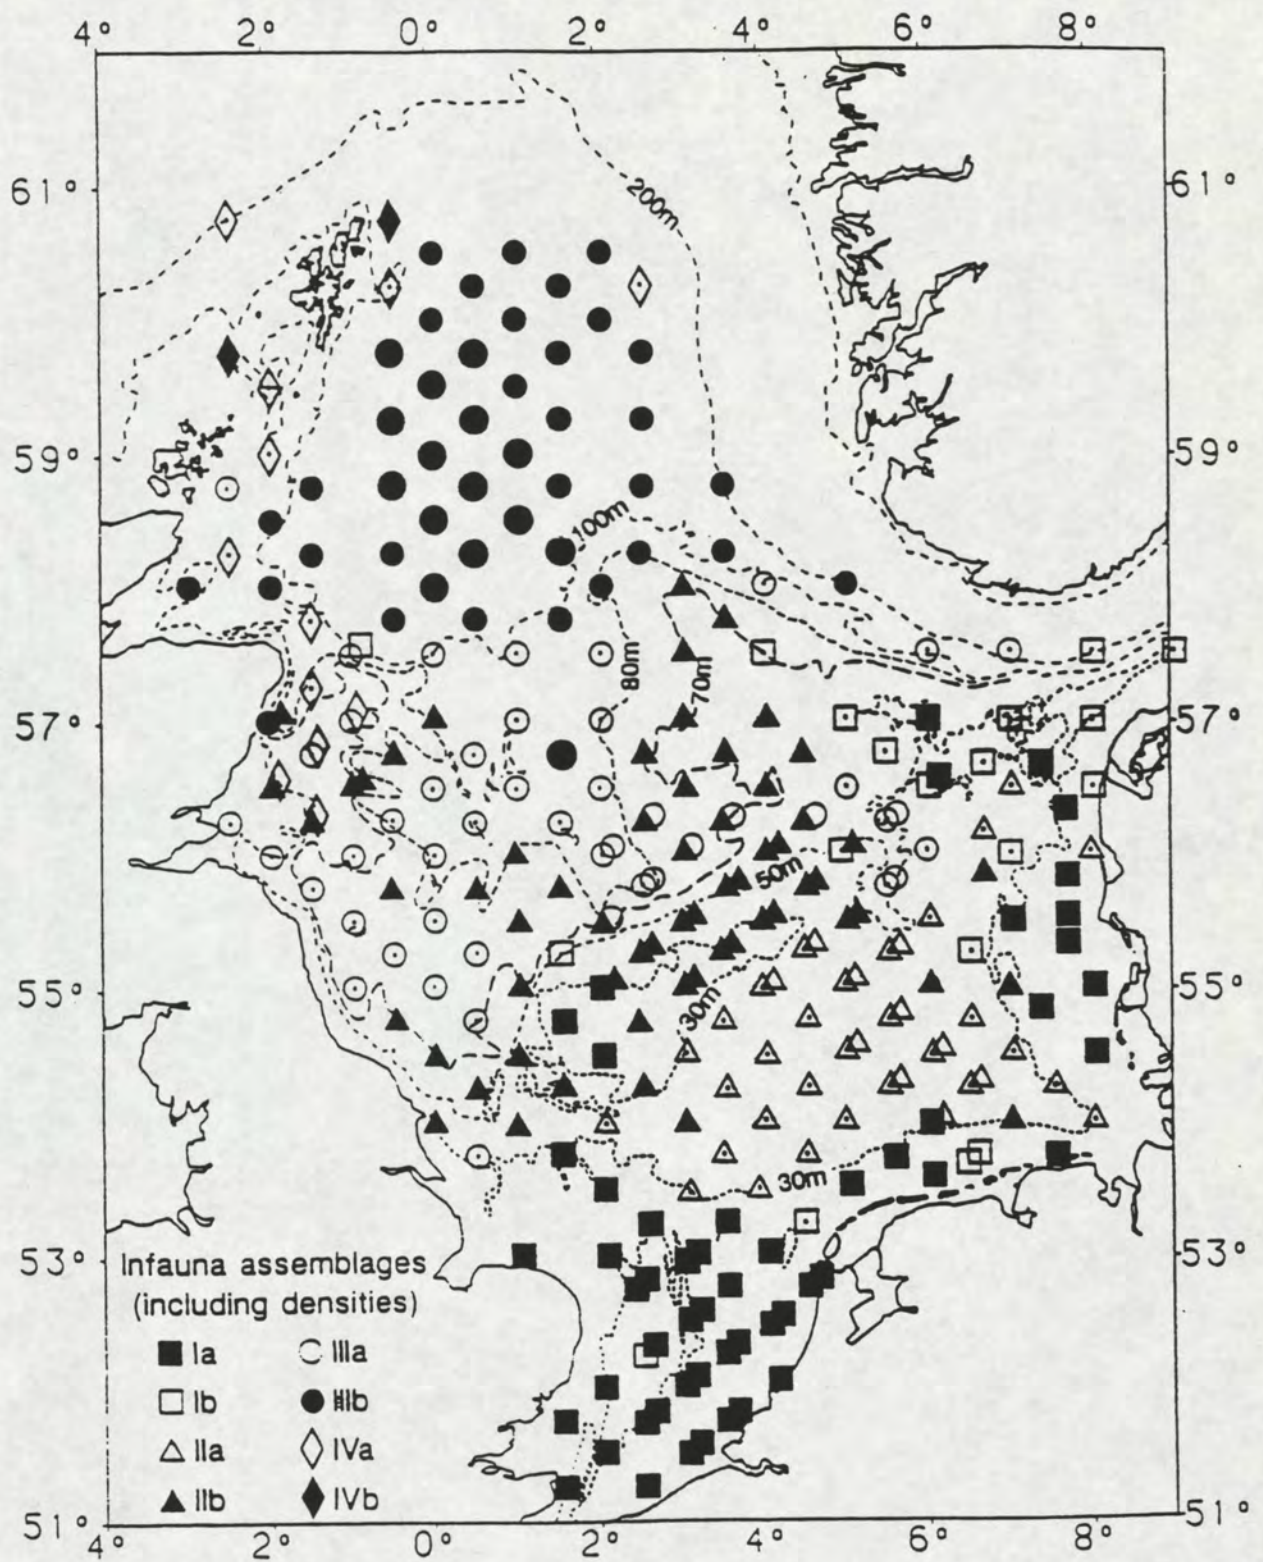 4° 2° 0° 2° 4° 6° 8°
61° 61°
200m
59° 59°
100m
80m
70m
57° 57°
50m
55° 55°
30m
30m
53° 53°
Infauna assemblages
(including densities)
Ia IIIa
Ib IIIb
IIa IVa
IIb IVb
51° 51°
4° 2° 0° 2° 4° 6° 8°